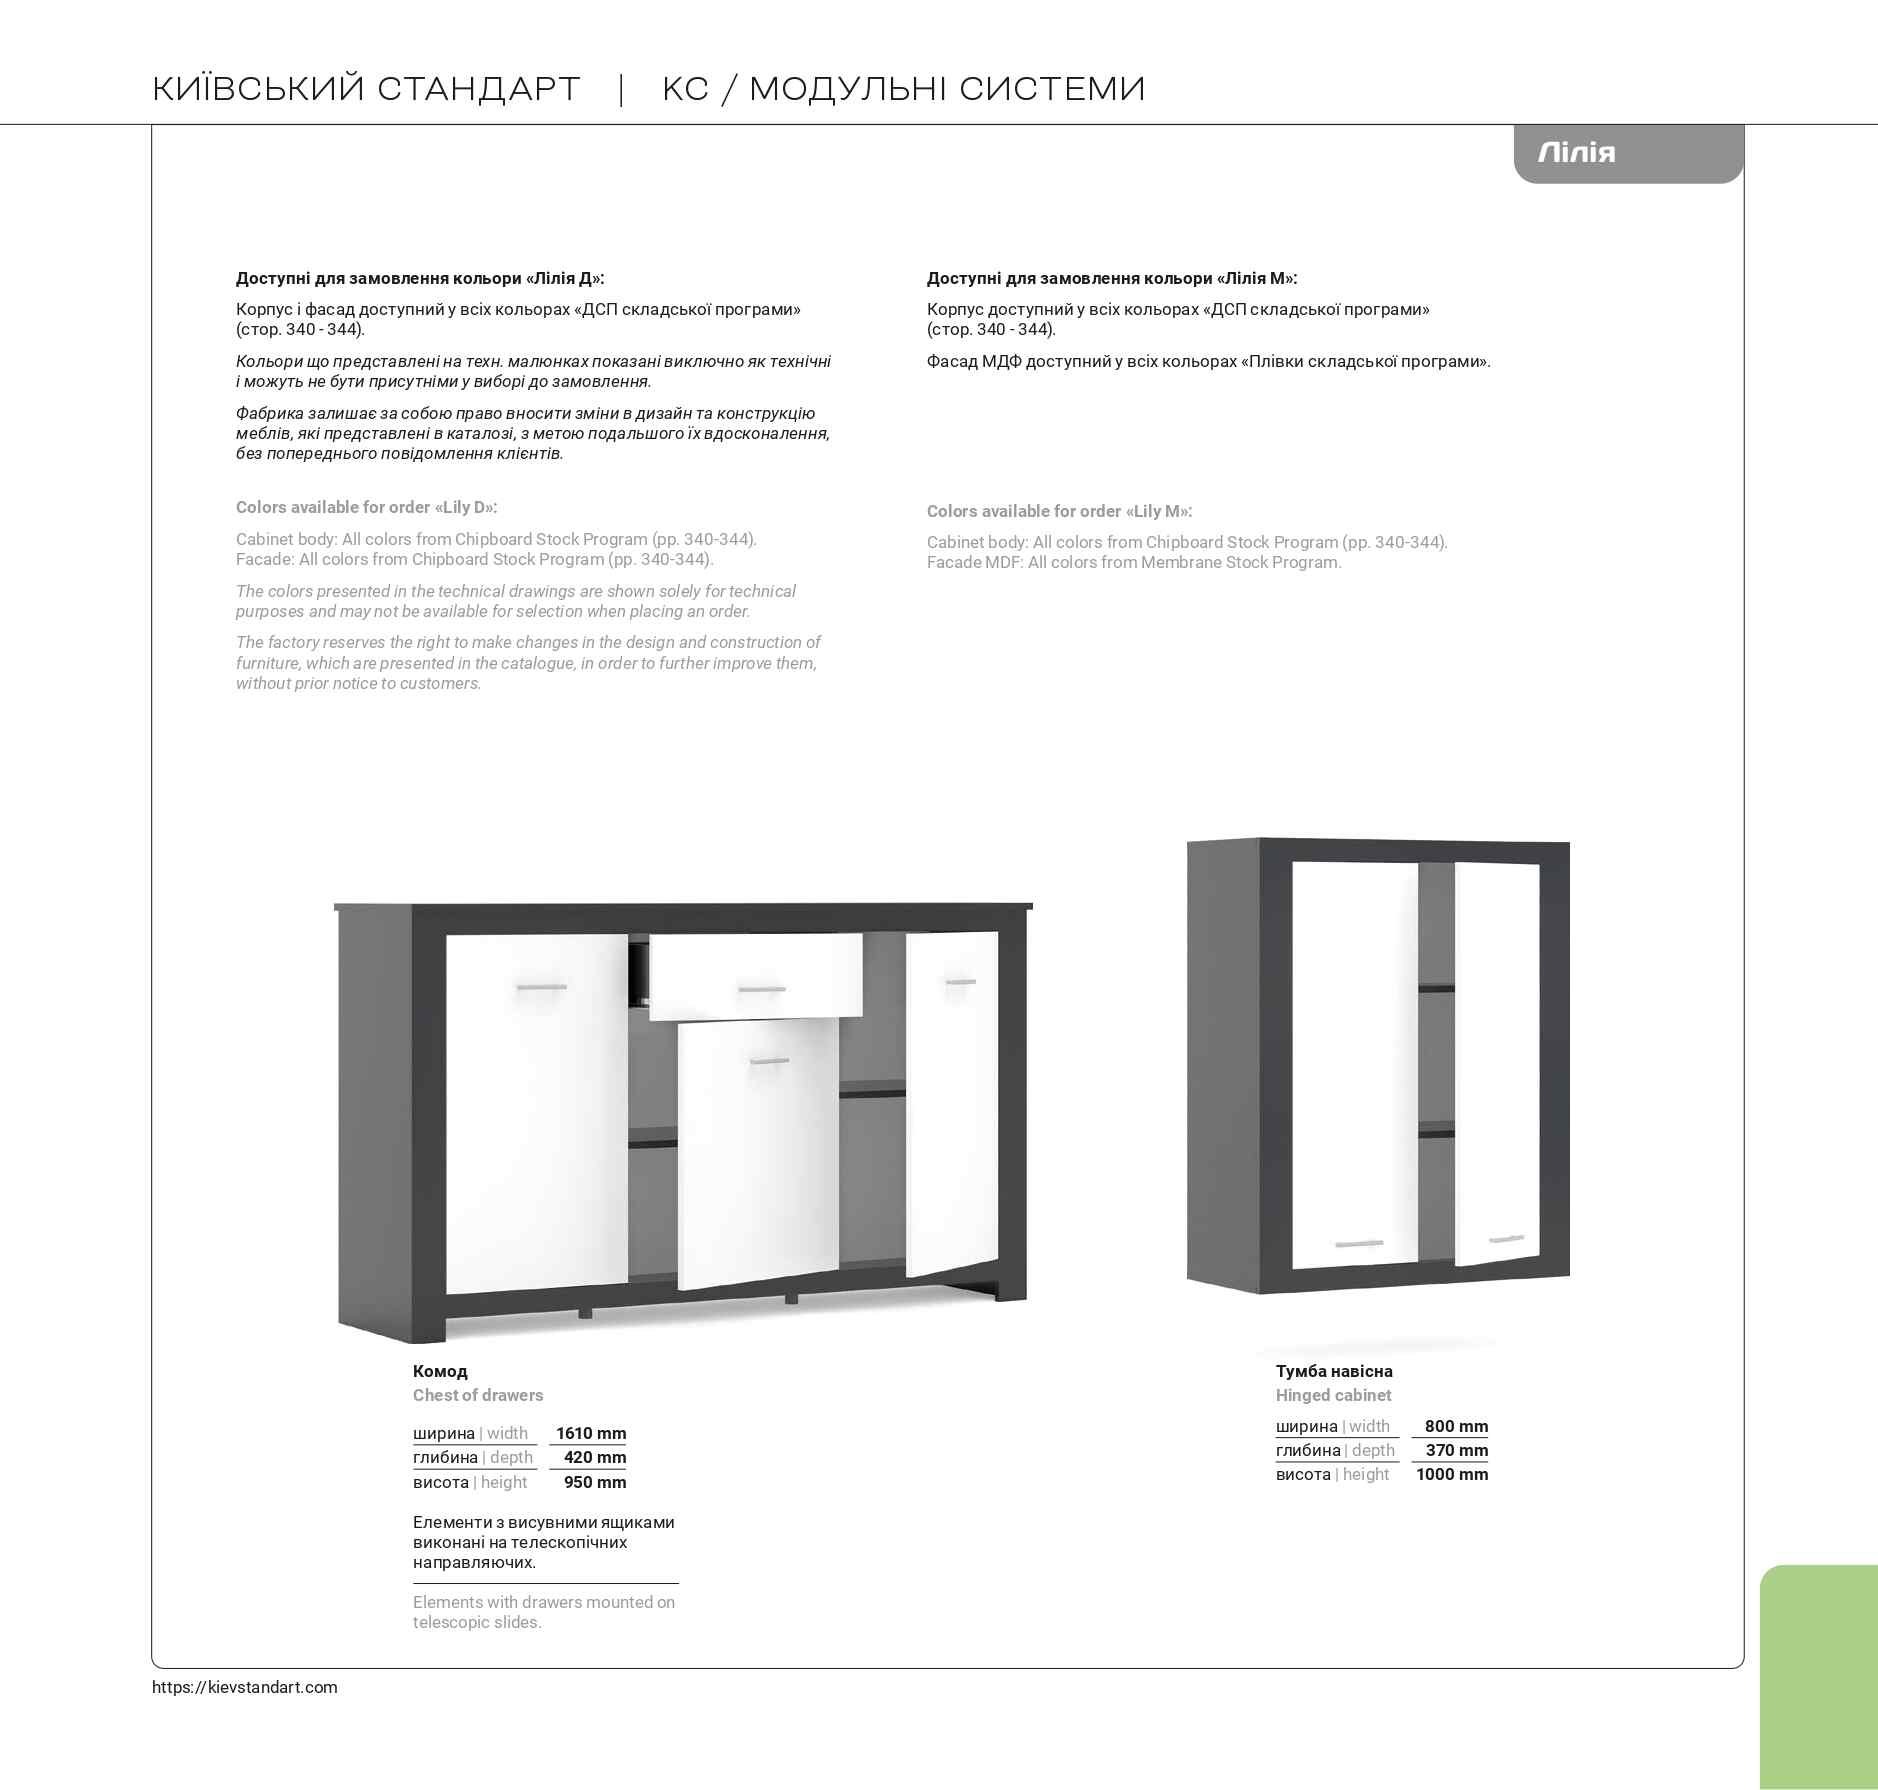 КИЇВСЬКИЙ СТАНДАРТ | КС / МОДУЛЬНІ СИСТЕМИ
Лілія
Доступні для замовлення кольори «Лілія Д»:
Корпус і фасад доступний у всіх кольорах «ДСП складської програми»
(стор. 340 - 344).
Кольори що представлені на техн. малюнках показані виключно як технічні
і можуть не бути присутніми у виборі до замовлення.
Фабрика залишає за собою право вносити зміни в дизайн та конструкцію
меблів, які представлені в каталозі, з метою подальшого їх вдосконалення,
без попереднього повідомлення клієнтів.
Colors available for order «Lily D»:
Cabinet body: All colors from Chipboard Stock Program (pp. 340-344).
Facade: All colors from Chipboard Stock Program (pp. 340-344).
The colors presented in the technical drawings are shown solely for technical
purposes and may not be available for selection when placing an order.
The factory reserves the right to make changes in the design and construction of
furniture, which are presented in the catalogue, in order to further improve them,
without prior notice to customers.
Доступні для замовлення кольори «Лілія М»:
Корпус доступний у всіх кольорах «ДСП складської програми»
(стор. 340 - 344).
Фасад МДФ доступний у всіх кольорах «Плівки складської програми».
Colors available for order «Lily M»:
Cabinet body: All colors from Chipboard Stock Program (pp. 340-344).
Facade MDF: All colors from Membrane Stock Program.
Комод
Chest of drawers
ширина | width 1610 mm
глибина | depth 420 mm
висота | height 950 mm
Елементи з висувними ящиками
виконані на телескопічних
направляючих.
Elements with drawers mounted on
telescopic slides.
Тумба навісна
Hinged cabinet
ширина | width 800 mm
глибина | depth 370 mm
висота | height 1000 mm
https://kievstandart.com